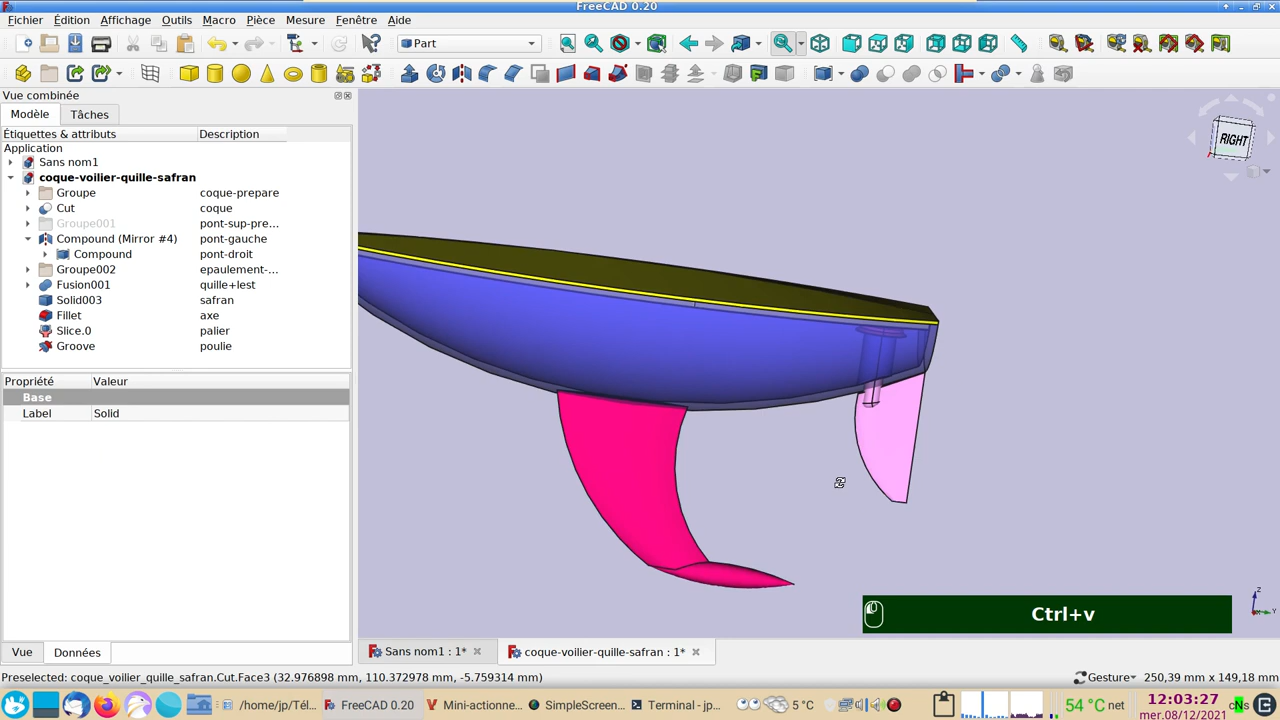 FreeCAD 0.20
Fichier Édition Affichage Outils Macro Pièce Mesure Fenêtre Aide
Part
Vue combinée
Modèle Tâches
Étiquettes & attributs Description
Application
Sans nom1
coque-voilier-quille-safran
Groupe coque-prepare
Cut coque
Groupe001 pont-sup-pre...
Compound (Mirror #4) pont-gauche
Compound pont-droit
Groupe002 epaulement-...
Fusion001 quille+lest
Solid003 safran
Fillet axe
Slice.0 palier
Groove poulie
Propriété Valeur
Base
Label Solid
RIGHT
Z
Y
Ctrl+v
Vue Données
Sans nom1 : 1*
coque-voilier-quille-safran : 1*
Preselected: coque_voilier_quille_safran.Cut.Face3 (32.976898 mm, 110.372978 mm, -5.759314 mm)
Gesture
250,39 mm x 149,18 mm
/home/jp/Tél...
FreeCAD 0.20
Mini-actionne...
SimpleScreen...
Terminal - jp...
5 °C
54 °C net
12:03:27
mer.08/12/2021
cNs